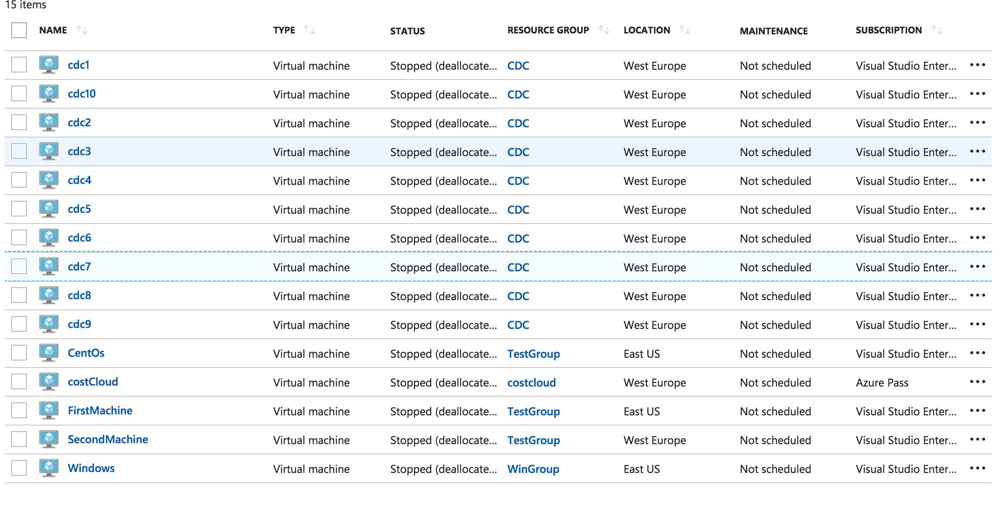 15 items
NAME TYPE STATUS RESOURCE GROUP LOCATION MAINTENANCE SUBSCRIPTION
cdc1 Virtual machine Stopped (deallocate... CDC West Europe Not scheduled Visual Studio Enter...
cdc10 Virtual machine Stopped (deallocate... CDC West Europe Not scheduled Visual Studio Enter...
cdc2 Virtual machine Stopped (deallocate... CDC West Europe Not scheduled Visual Studio Enter...
cdc3 Virtual machine Stopped (deallocate... CDC West Europe Not scheduled Visual Studio Enter...
cdc4 Virtual machine Stopped (deallocate... CDC West Europe Not scheduled Visual Studio Enter...
cdc5 Virtual machine Stopped (deallocate... CDC West Europe Not scheduled Visual Studio Enter...
cdc6 Virtual machine Stopped (deallocate... CDC West Europe Not scheduled Visual Studio Enter...
cdc7 Virtual machine Stopped (deallocate... CDC West Europe Not scheduled Visual Studio Enter...
cdc8 Virtual machine Stopped (deallocate... CDC West Europe Not scheduled Visual Studio Enter...
cdc9 Virtual machine Stopped (deallocate... CDC West Europe Not scheduled Visual Studio Enter...
CentOs Virtual machine Stopped (deallocate... TestGroup East US Not scheduled Visual Studio Enter...
costCloud Virtual machine Stopped (deallocate... costcloud West Europe Not scheduled Azure Pass
FirstMachine Virtual machine Stopped (deallocate... TestGroup East US Not scheduled Visual Studio Enter...
SecondMachine Virtual machine Stopped (deallocate... TestGroup West Europe Not scheduled Visual Studio Enter...
Windows Virtual machine Stopped (deallocate... WinGroup East US Not scheduled Visual Studio Enter...